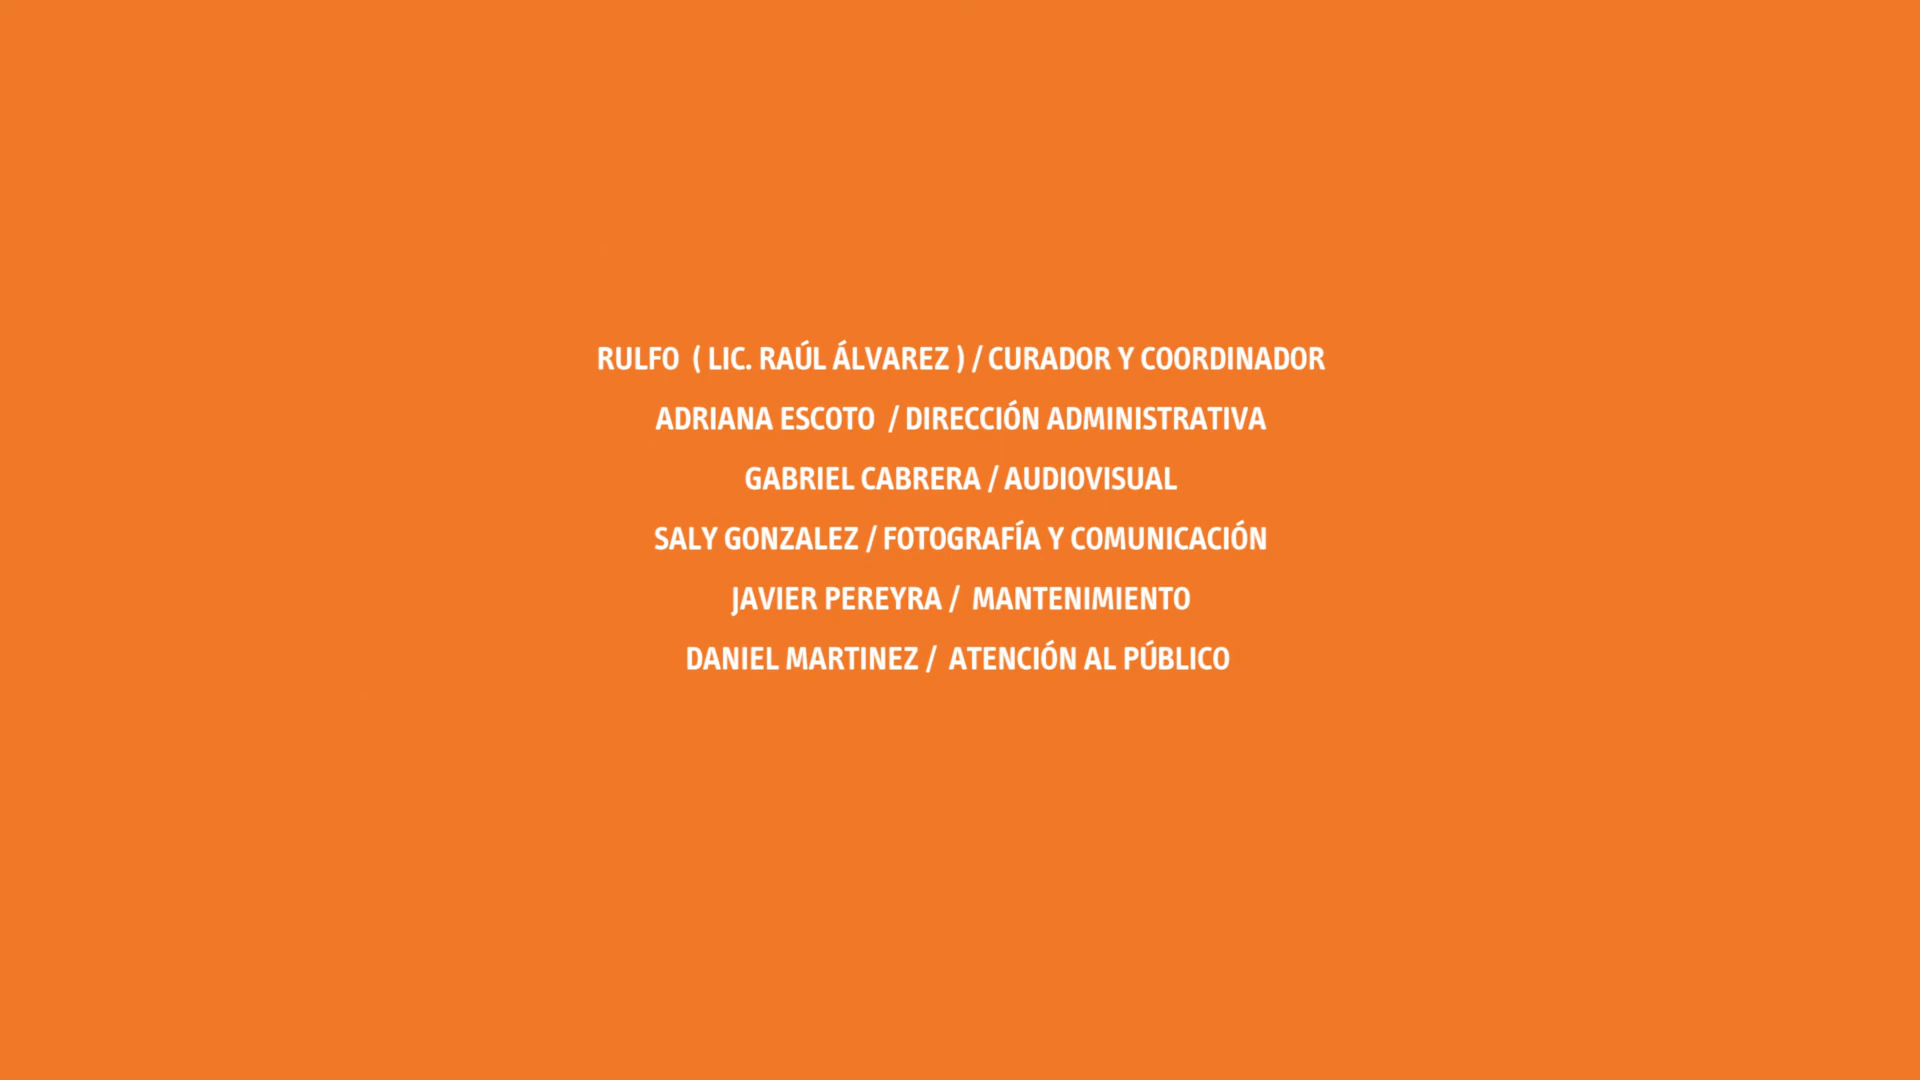 RULFO ( LIC. RAÚL ÁLVAREZ ) / CURADOR Y COORDINADOR
ADRIANA ESCOTO / DIRECCIÓN ADMINISTRATIVA
GABRIEL CABRERA / AUDIOVISUAL
SALY GONZALEZ / FOTOGRAFÍA Y COMUNICACIÓN
JAVIER PEREYRA / MANTENIMIENTO
DANIEL MARTINEZ / ATENCIÓN AL PÚBLICO